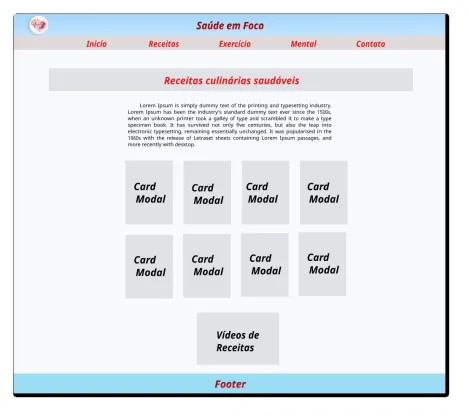 Saúde em Foco
Início Receitas Exercício Mental Contato
Receitas culinárias saudáveis
Lorem Ipsum is simply dummy text of the printing and typesetting industry.
Lorem Ipsum has been the industry's standard dummy text ever since the 1500s,
when an unknown printer took a galley of type and scrambled it to make a type
specimen book. It has survived not only five centuries, but also the leap into
electronic typesetting, remaining essentially unchanged. It was popularised in the
1960s with the release of Letraset sheets containing Lorem Ipsum passages, and
more recently with desktop.
Card Card Card Card
Modal Modal Modal Modal
Card Card Card Card
Modal Modal Modal Modal
Vídeos de
Receitas
Footer